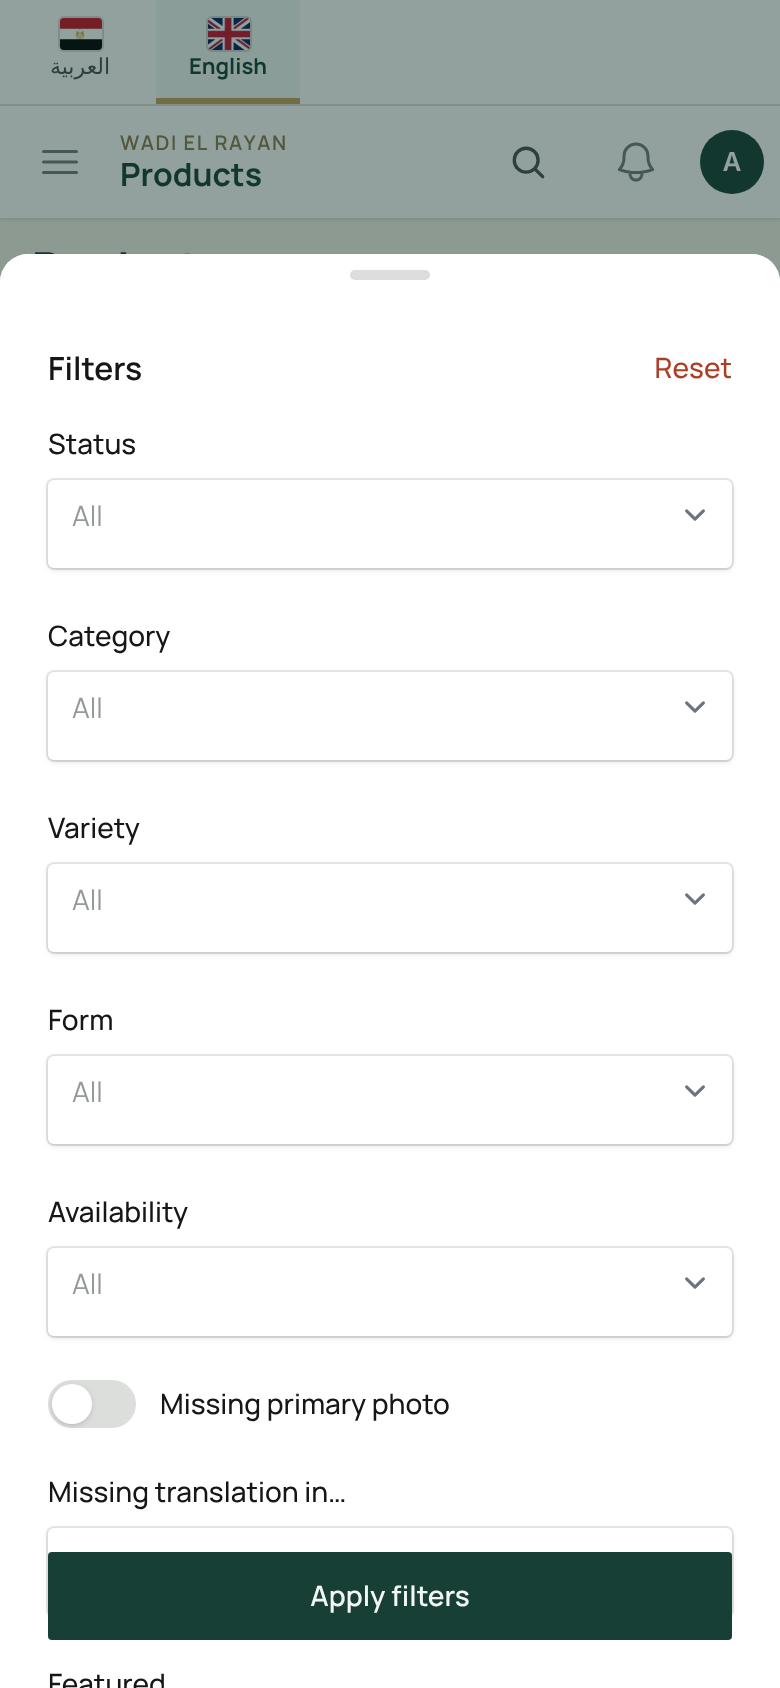 العربية
English
WADI EL RAYAN
Products
A
Filters
Reset
Status
All
Category
All
Variety
All
Form
All
Availability
All
Missing primary photo
Missing translation in...
Apply filters
Featured